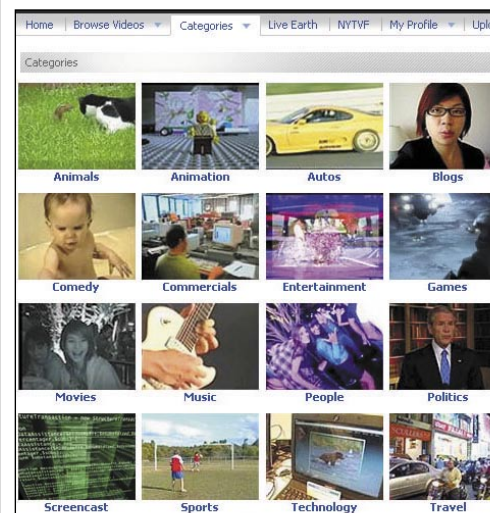 Home Browse Videos Categories Live Earth NYTVF My Profile
Categories
Animals Animation Autos Blogs
Comedy Commercials Entertainment Games
Movies Music People Politics
Screencast Sports Technology Travel